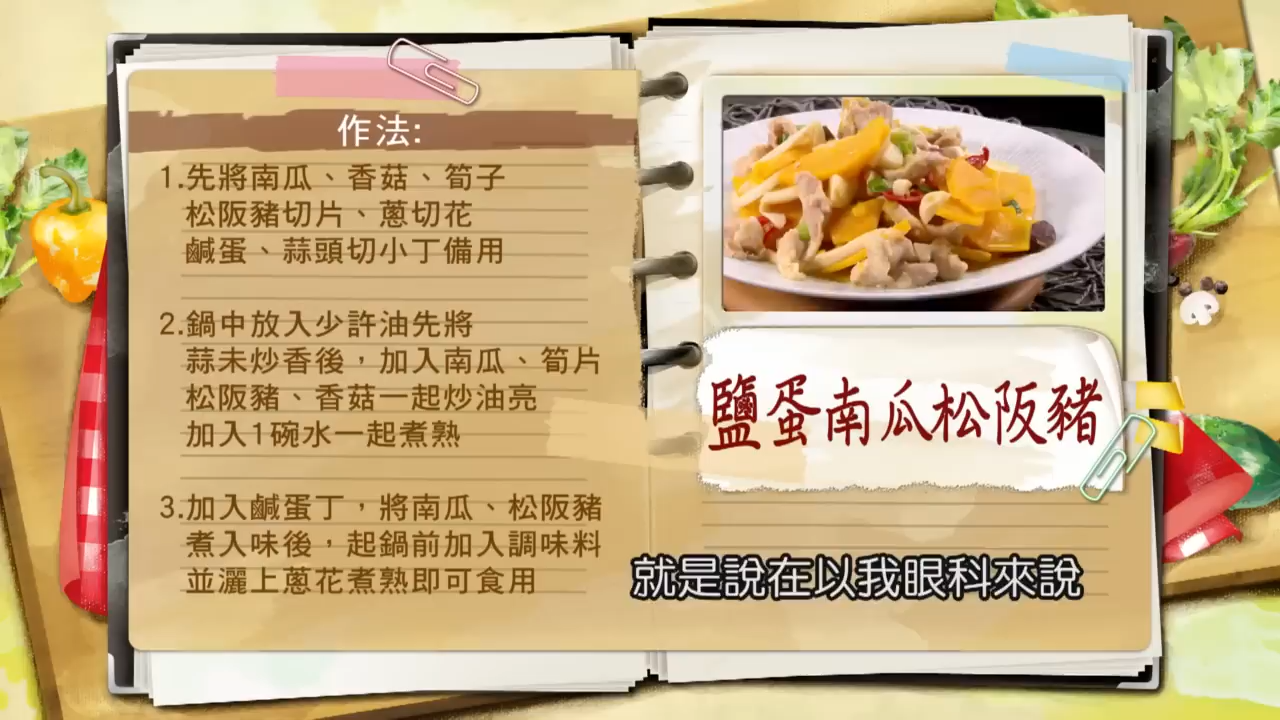 作法:
1.先將南瓜、香菇、筍子
松阪豬切片、蔥切花
鹹蛋、蒜頭切小丁備用
2.鍋中放入少許油先將
蒜未炒香後，加入南瓜、筍片
松阪豬、香菇一起炒油亮
加入1碗水一起煮熟
3.加入鹹蛋丁，將南瓜、松阪豬
煮入味後，起鍋前加入調味料
並灑上蔥花煮熟即可食用
鹽蛋南瓜松阪豬
就是說在以我眼科來說